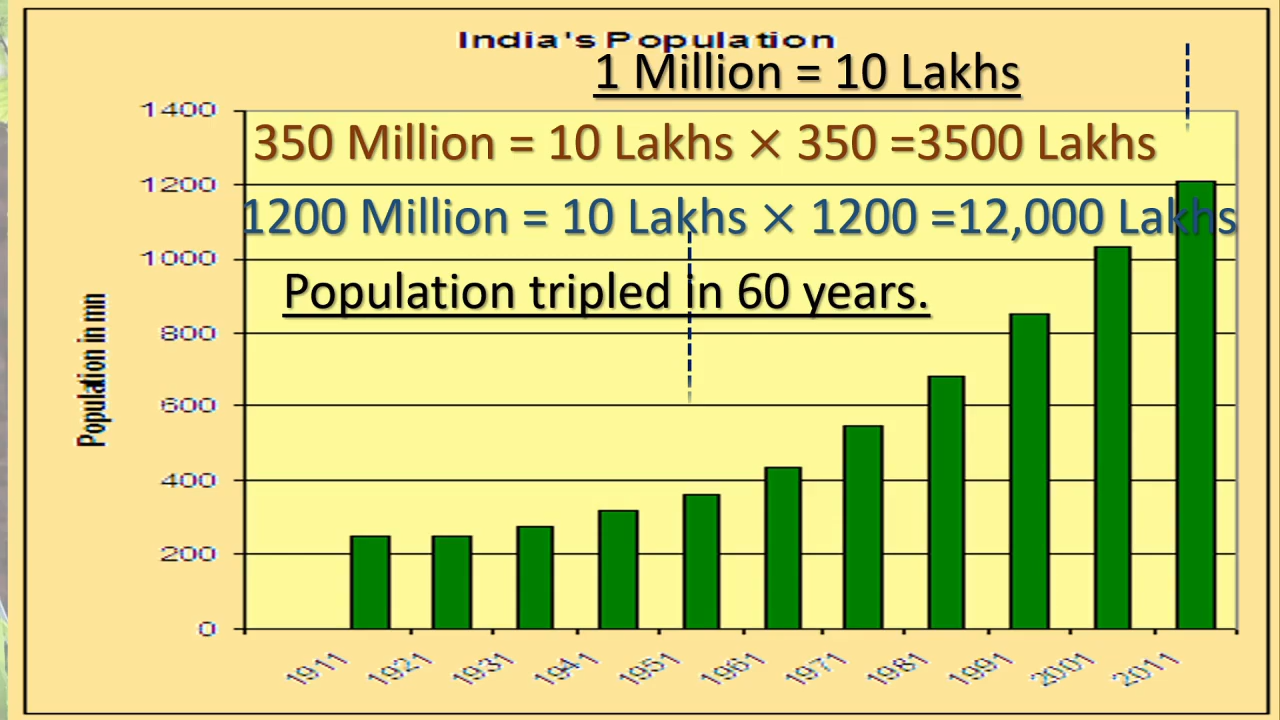 India's Population
1 Million = 10 Lakhs
1400
350 Million = 10 Lakhs × 350 =3500 Lakhs
1200
1200 Million = 10 Lakhs × 1200 =12,000 Lakhs
1000
Population tripled in 60 years.
800
600
400
200
0
Population in mn
1911 1921 1931 1941 1951 1961 1971 1981 1991 2001 2011